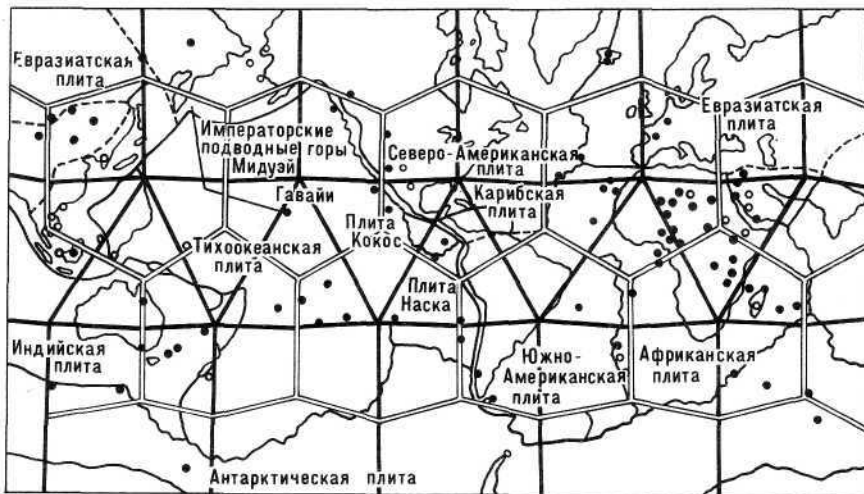 Евразиатская
плита
Императорские
подводные горы
Мидуэй
Гавайи
Северо-Американская
плита
Евразиатская
плита
Карибская
плита
Плита
Кокос
Тихоокеанская
плита
Плита
Наска
Индийская
плита
Южно-
Американская
плита
Африканская
плита
Антарктическая плита